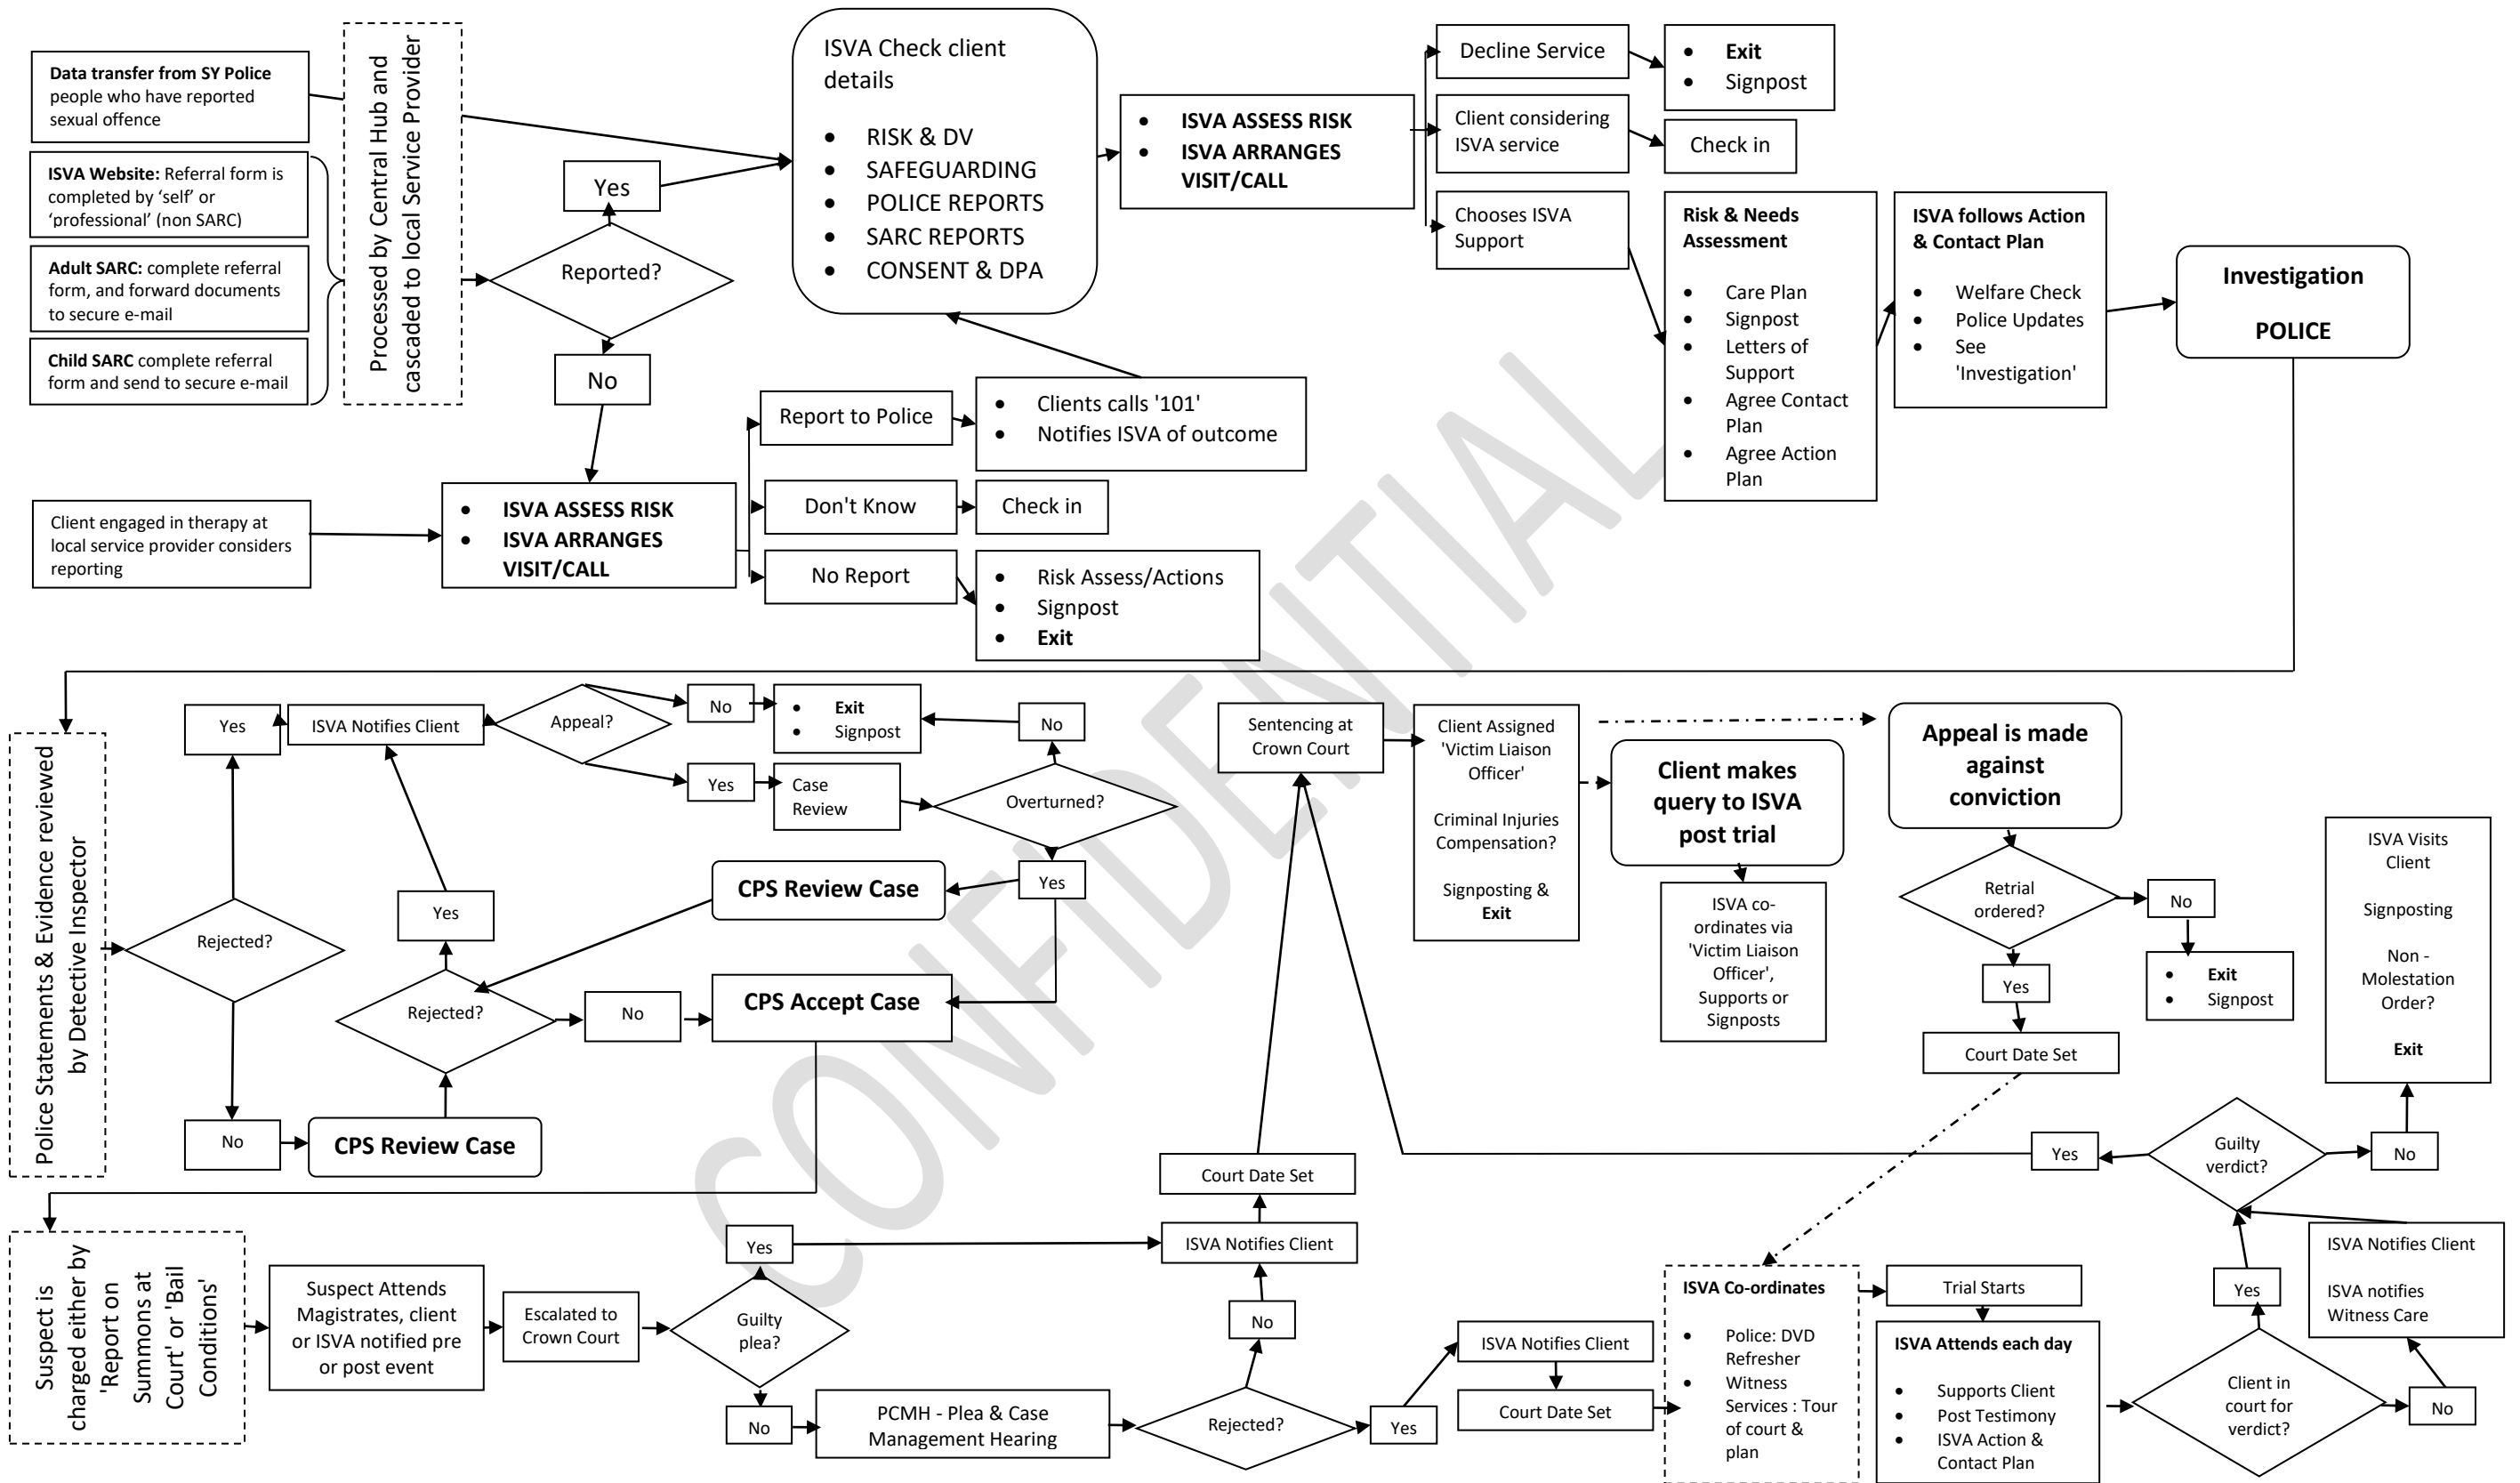 Data transfer from SY Police
people who have reported
sexual offence
ISVA Website: Referral form is
completed by ‘self’ or
‘professional’ (non SARC)
Adult SARC: complete referral
form, and forward documents
to secure e-mail
Child SARC complete referral
form and send to secure e-mail
Processed by Central Hub and
cascaded to local Service Provider
Reported?
Yes
No
ISVA Check client
details
• RISK & DV
• SAFEGUARDING
• POLICE REPORTS
• SARC REPORTS
• CONSENT & DPA
• ISVA ASSESS RISK
• ISVA ARRANGES
VISIT/CALL
Decline Service
• Exit
• Signpost
Client considering
ISVA service
Check in
Chooses ISVA
Support
Risk & Needs
Assessment
• Care Plan
• Signpost
• Letters of
Support
• Agree Contact
Plan
• Agree Action
Plan
ISVA follows Action
& Contact Plan
• Welfare Check
• Police Updates
• See
'Investigation'
Investigation
POLICE
Client engaged in therapy at
local service provider considers
reporting
• ISVA ASSESS RISK
• ISVA ARRANGES
VISIT/CALL
Report to Police
• Clients calls '101'
• Notifies ISVA of outcome
Don't Know
Check in
No Report
• Risk Assess/Actions
• Signpost
• Exit
CONFIDENTIAL
Police Statements & Evidence reviewed
by Detective Inspector
Rejected?
Yes
No
ISVA Notifies Client
Appeal?
No
• Exit
• Signpost
Yes
Case
Review
Overturned?
No
Yes
CPS Review Case
CPS Review Case
Rejected?
Yes
No
CPS Accept Case
Sentencing at
Crown Court
Client Assigned
'Victim Liaison
Officer'
Criminal Injuries
Compensation?
Signposting &
Exit
Client makes
query to ISVA
post trial
ISVA co-
ordinates via
'Victim Liaison
Officer',
Supports or
Signposts
Appeal is made
against
conviction
Retrial
ordered?
No
• Exit
• Signpost
Yes
Court Date Set
ISVA Visits
Client
Signposting
Non -
Molestation
Order?
Exit
Guilty
verdict?
Yes
No
Suspect is
charged either by
'Report on
Summons at
Court' or 'Bail
Conditions'
Suspect Attends
Magistrates, client
or ISVA notified pre
or post event
Escalated to
Crown Court
Guilty
plea?
Yes
No
PCMH - Plea & Case
Management Hearing
Rejected?
No
ISVA Notifies Client
Court Date Set
Yes
ISVA Notifies Client
Court Date Set
ISVA Co-ordinates
• Police: DVD
Refresher
• Witness
Services : Tour
of court &
plan
Trial Starts
ISVA Attends each day
• Supports Client
• Post Testimony
• ISVA Action &
Contact Plan
Client in
court for
verdict?
Yes
No
ISVA Notifies Client
ISVA notifies
Witness Care